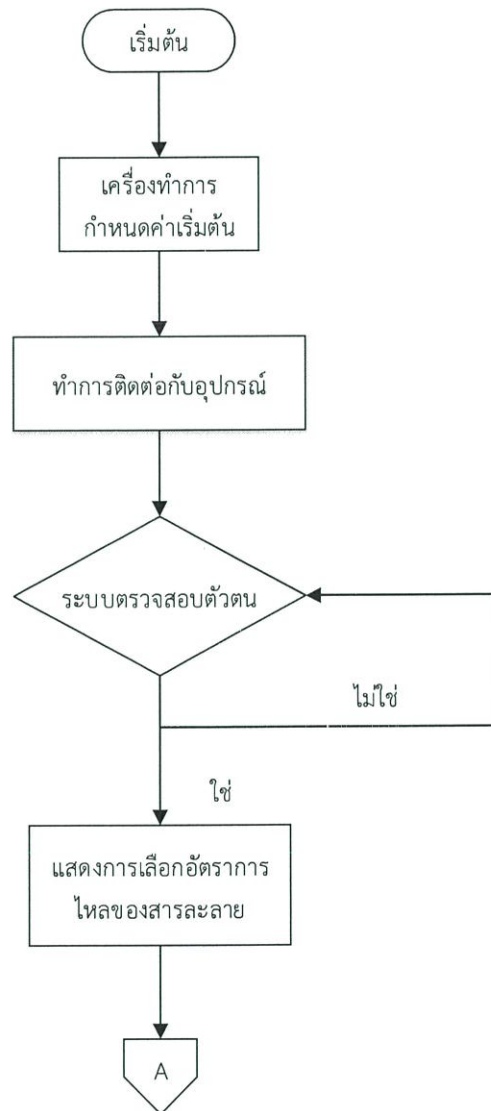 เริ่มต้น
เครื่องทำการ
กำหนดค่าเริ่มต้น
ทำการติดต่อกับอุปกรณ์
ระบบตรวจสอบตัวตน
ไม่ใช่
ใช่
แสดงการเลือกอัตราการ
ไหลของสารละลาย
A